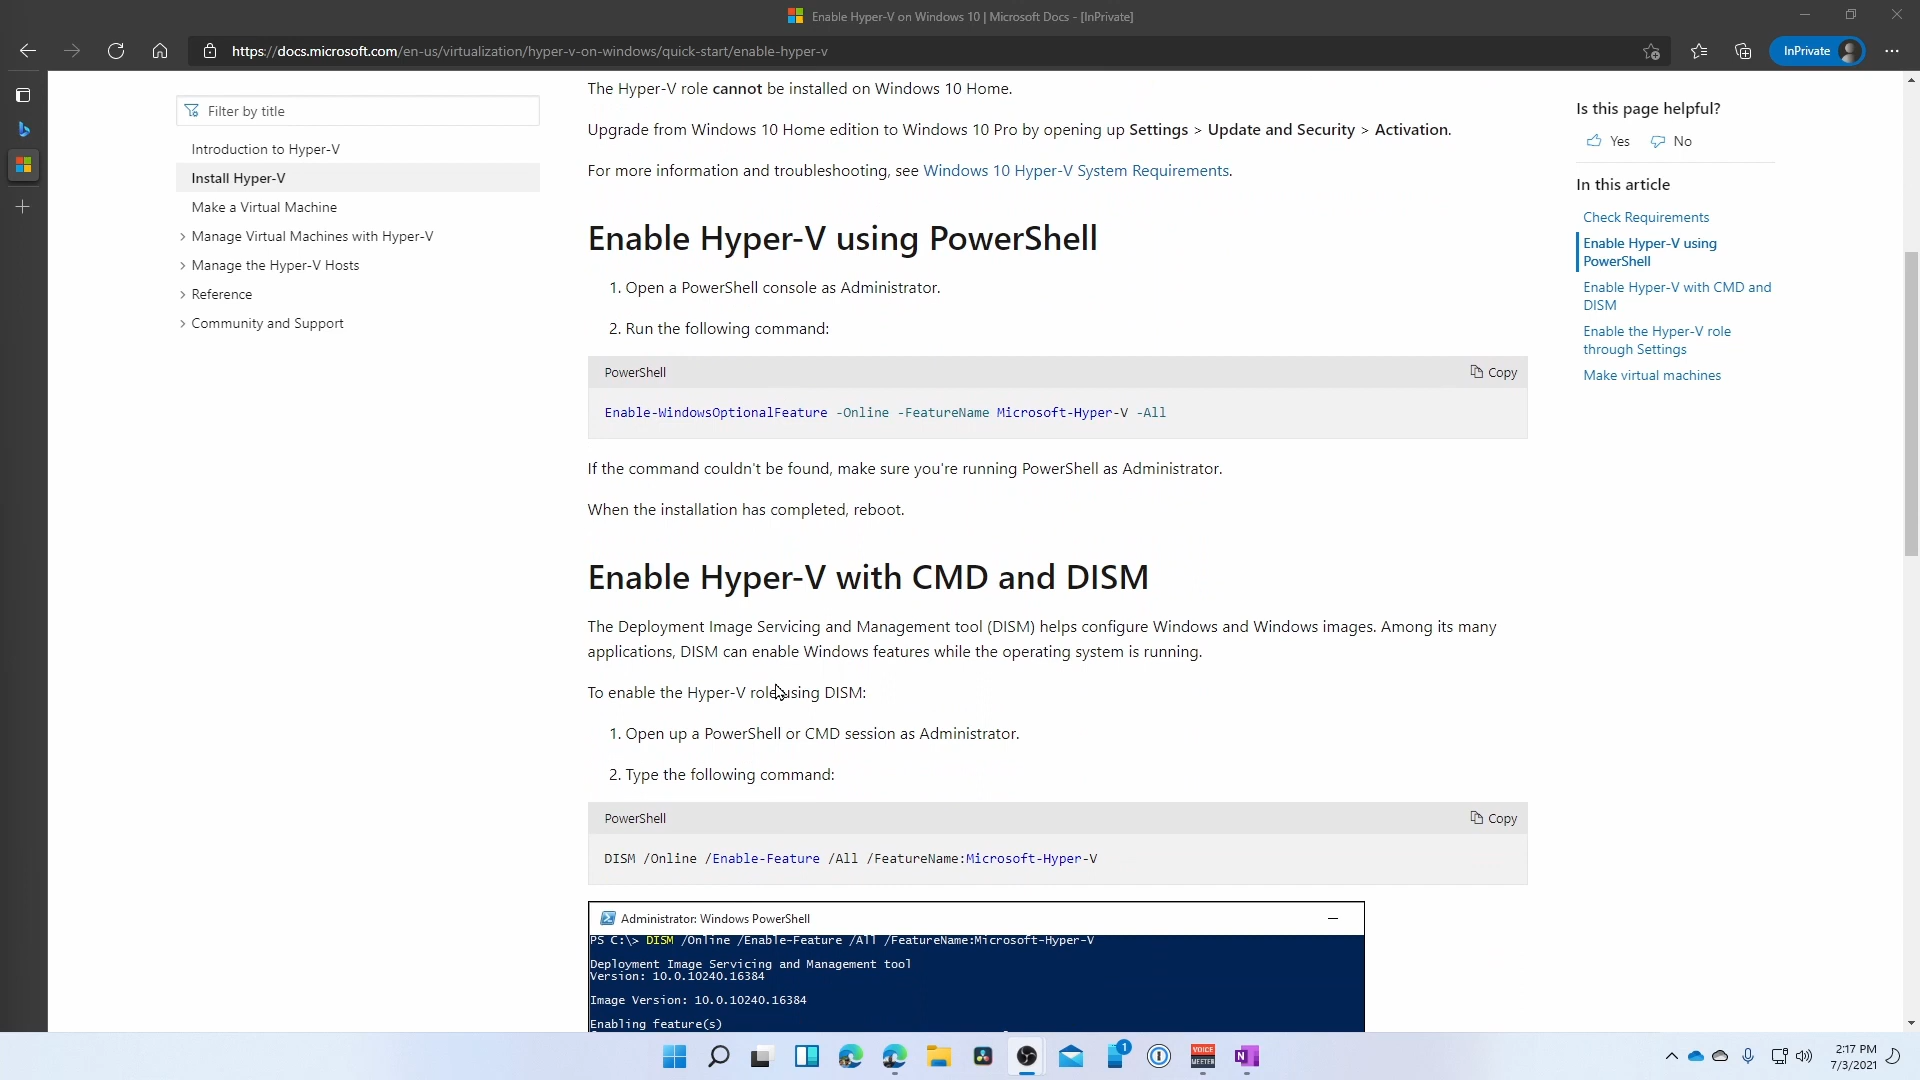 Enable Hyper-V on Windows 10 | Microsoft Docs - [InPrivate]
https://docs.microsoft.com/en-us/virtualization/hyper-v-on-windows/quick-start/enable-hyper-v
InPrivate
Filter by title
Introduction to Hyper-V
Install Hyper-V
Make a Virtual Machine
Manage Virtual Machines with Hyper-V
Manage the Hyper-V Hosts
Reference
Community and Support
The Hyper-V role cannot be installed on Windows 10 Home.
Upgrade from Windows 10 Home edition to Windows 10 Pro by opening up Settings > Update and Security > Activation.
For more information and troubleshooting, see Windows 10 Hyper-V System Requirements.
Enable Hyper-V using PowerShell
1. Open a PowerShell console as Administrator.
2. Run the following command:
PowerShell
Copy
Enable-WindowsOptionalFeature -Online -FeatureName Microsoft-Hyper-V -All
If the command couldn't be found, make sure you're running PowerShell as Administrator.
When the installation has completed, reboot.
Enable Hyper-V with CMD and DISM
The Deployment Image Servicing and Management tool (DISM) helps configure Windows and Windows images. Among its many
applications, DISM can enable Windows features while the operating system is running.
To enable the Hyper-V role using DISM:
1. Open up a PowerShell or CMD session as Administrator.
2. Type the following command:
PowerShell
Copy
DISM /Online /Enable-Feature /All /FeatureName:Microsoft-Hyper-V
Administrator: Windows PowerShell
PS C:\> DISM /Online /Enable-Feature /All /FeatureName:Microsoft-Hyper-V
Deployment Image Servicing and Management tool
Version: 10.0.10240.16384
Image Version: 10.0.10240.16384
Enabling feature(s)
Is this page helpful?
Yes
No
In this article
Check Requirements
Enable Hyper-V using
PowerShell
Enable Hyper-V with CMD and
DISM
Enable the Hyper-V role
through Settings
Make virtual machines
1
VOICE
MEETER
N
2:17 PM
7/3/2021